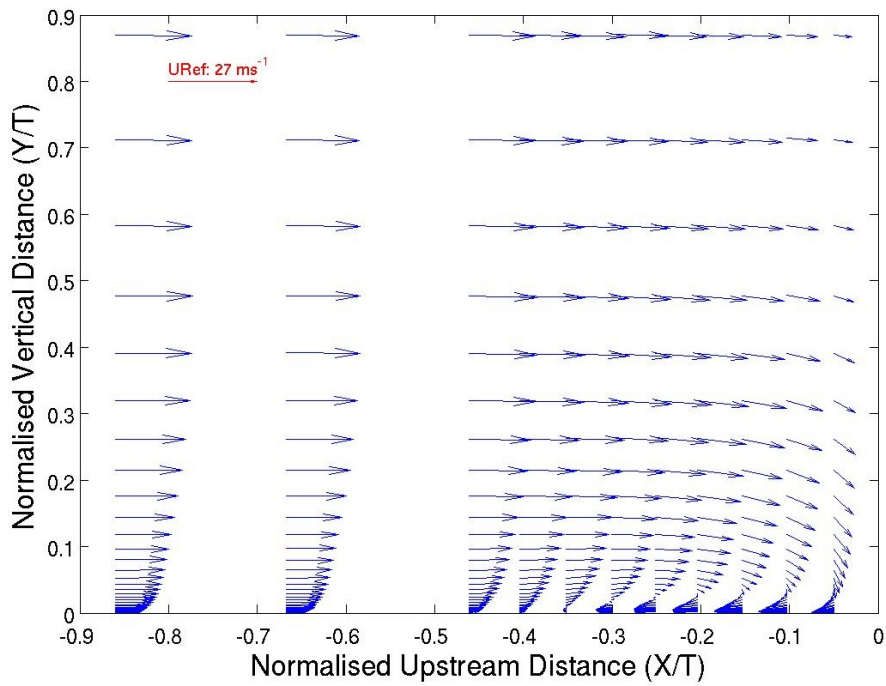 0.9
0.8
0.7
0.6
0.5
0.4
0.3
0.2
0.1
0
URef: 27 ms⁻¹
Normalised Vertical Distance (Y/T)
-0.9 -0.8 -0.7 -0.6 -0.5 -0.4 -0.3 -0.2 -0.1 0
Normalised Upstream Distance (X/T)